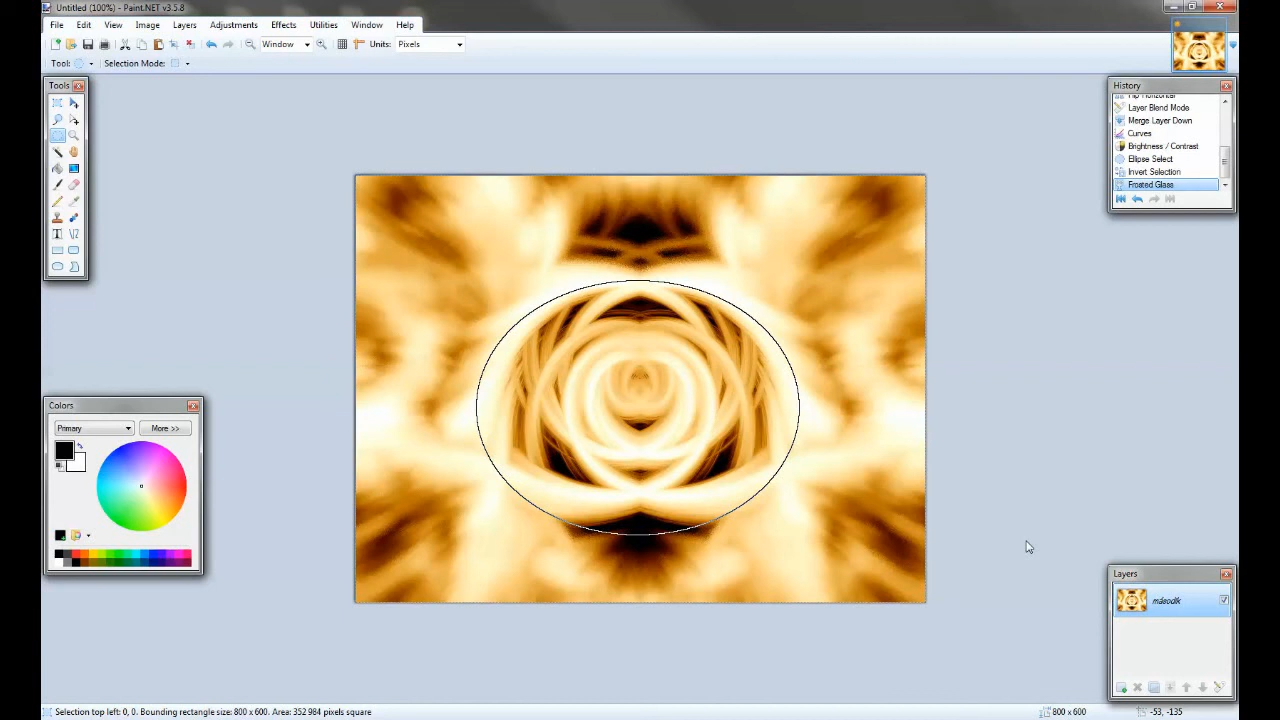 Untitled (100%) - Paint.NET v3.5.8
File Edit View Image Layers Adjustments Effects Utilities Window Help
Window Units: Pixels
Tool: Selection Mode:
Tools
History
Flip Horizontal
Layer Blend Mode
Merge Layer Down
Curves
Brightness / Contrast
Ellipse Select
Invert Selection
Frosted Glass
Colors
Primary More >>
Layers
második
Selection top left: 0, 0. Bounding rectangle size: 800 x 600. Area: 352 984 pixels square 800 x 600 -53, -135